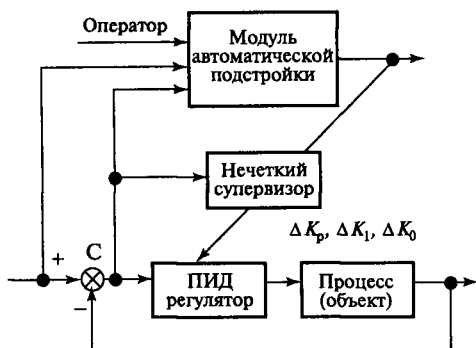 Оператор
Модуль
автоматической
подстройки
Нечеткий
супервизор
ΔKp, ΔK1, ΔK0
+
С
−
ПИД
регулятор
Процесс
(объект)